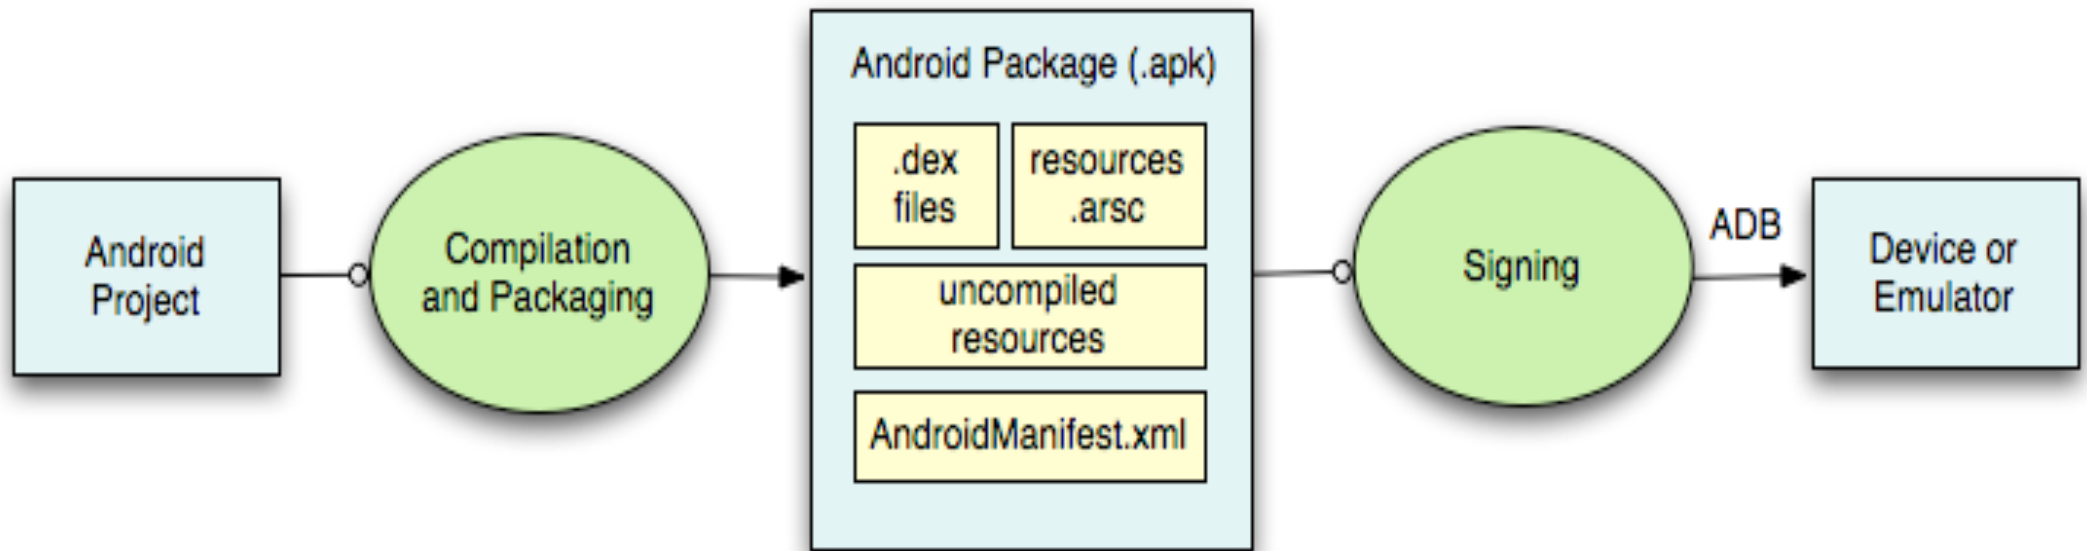 Android
Project
Compilation
and Packaging
Android Package (.apk)
.dex
files
resources
.arsc
uncompiled
resources
AndroidManifest.xml
Signing
ADB
Device or
Emulator